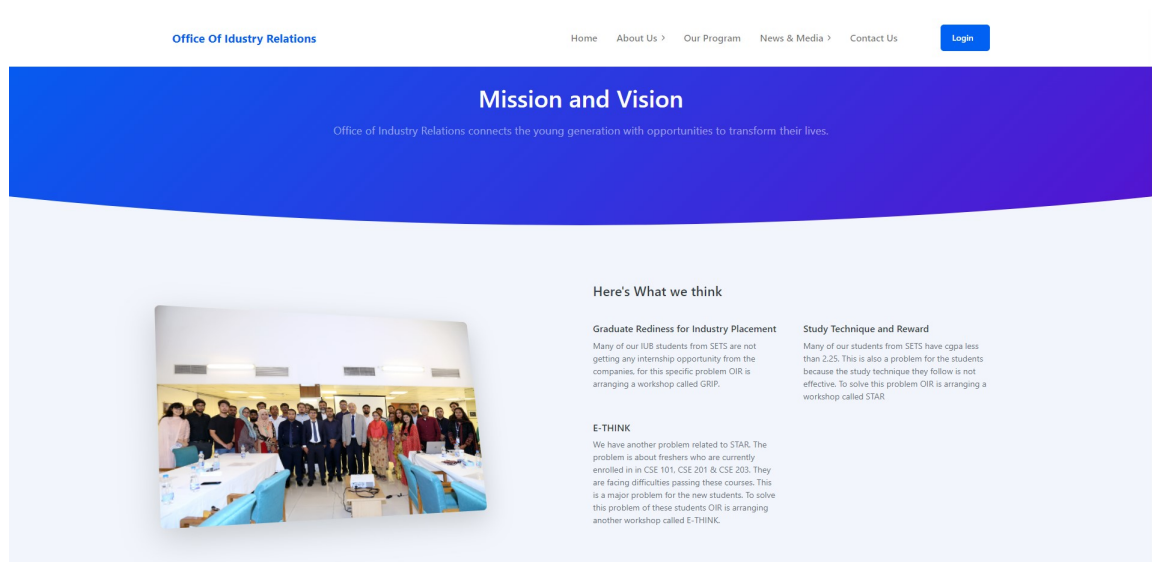 Office Of Idustry Relations
Home About Us > Our Program News & Media > Contact Us Login
Mission and Vision
Office of Industry Relations connects the young generation with opportunities to transform their lives.
Here's What we think
Graduate Rediness for Industry Placement
Many of our IUB students from SETS are not
getting any internship opportunity from the
companies, for this specific problem OIR is
arranging a workshop called GRIP.
Study Technique and Reward
Many of our students from SETS have cgpa less
than 2.25. This is also a problem for the students
because the study technique they follow is not
effective. To solve this problem OIR is arranging a
workshop called STAR
E-THINK
We have another problem related to STAR. The
problem is about freshers who are currently
enrolled in in CSE 101, CSE 201 & CSE 203. They
are facing difficulties passing these courses. This
is a major problem for the new students. To solve
this problem of these students OIR is arranging
another workshop called E-THINK.